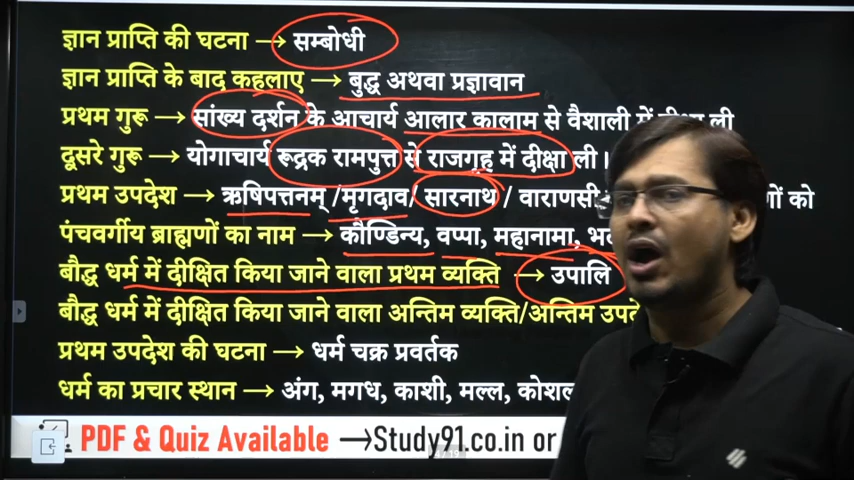 ज्ञान प्राप्ति की घटना → सम्बोधी
ज्ञान प्राप्ति के बाद कहलाए → बुद्ध अथवा प्रज्ञावान
प्रथम गुरू → सांख्य दर्शन के आचार्य आलार कालाम से वैशाली में दीक्षा ली
दूसरे गुरू → योगाचार्य रूद्रक रामपुत्त से राजगृह में दीक्षा ली।
प्रथम उपदेश → ऋषिपत्तनम् /मृगदाव/ सारनाथ / वाराणसी को
पंचवर्गीय ब्राह्मणों का नाम → कौण्डिन्य, वप्पा, महानामा,
बौद्ध धर्म में दीक्षित किया जाने वाला प्रथम व्यक्ति → उपालि
बौद्ध धर्म में दीक्षित किया जाने वाला अन्तिम व्यक्ति/अन्तिम
प्रथम उपदेश की घटना → धर्म चक्र प्रवर्तक
धर्म का प्रचार स्थान → अंग, मगध, काशी, मल्ल, कोशल
PDF & Quiz Available →Study91.co.in or